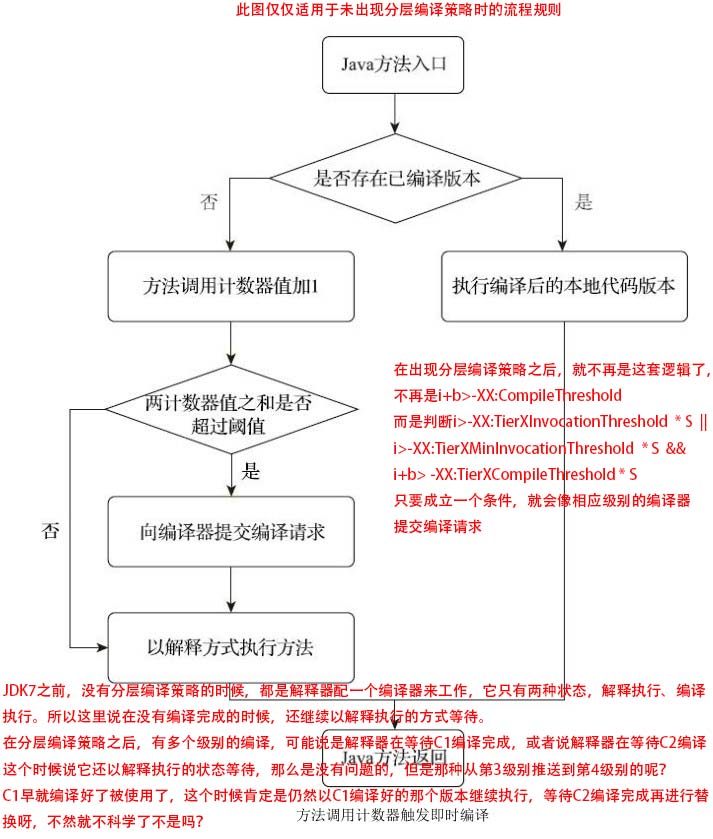 此图仅仅适用于未出现分层编译策略时的流程规则
Java方法入口
是否存在已编译版本
否
是
方法调用计数器值加1
执行编译后的本地代码版本
在出现分层编译策略之后，就不再是这套逻辑了，
不再是i+b>-XX:CompileThreshold
而是判断i>-XX:TierXInvocationThreshold * S ||
i>-XX:TierXMinInvocationThreshold * S &&
i+b> -XX:TierXCompileThreshold * S
只要成立一个条件，就会像相应级别的编译器
提交编译请求
两计数器值之和是否
超过阈值
是
否
向编译器提交编译请求
以解释方式执行方法
JDK7之前，没有分层编译策略的时候，都是解释器配一个编译器来工作，它只有两种状态，解释执行、编译
执行。所以这里说在没有编译完成的时候，还继续以解释执行的方式等待。
在分层编译策略之后，有多个级别的编译，可能说是解释器在等待C1编译完成，或者说解释器在等待C2编译
这个时候说它还以解释执行的状态等待，那么是没有问题的，但是那种从第3级别推送到第4级别的呢？
C1早就编译好了被使用了，这个时候肯定是仍然以C1编译好的那个版本继续执行，等待C2编译完成再进行替
换呀，不然就不科学了不是吗？
Java方法返回
方法调用计数器触发即时编译